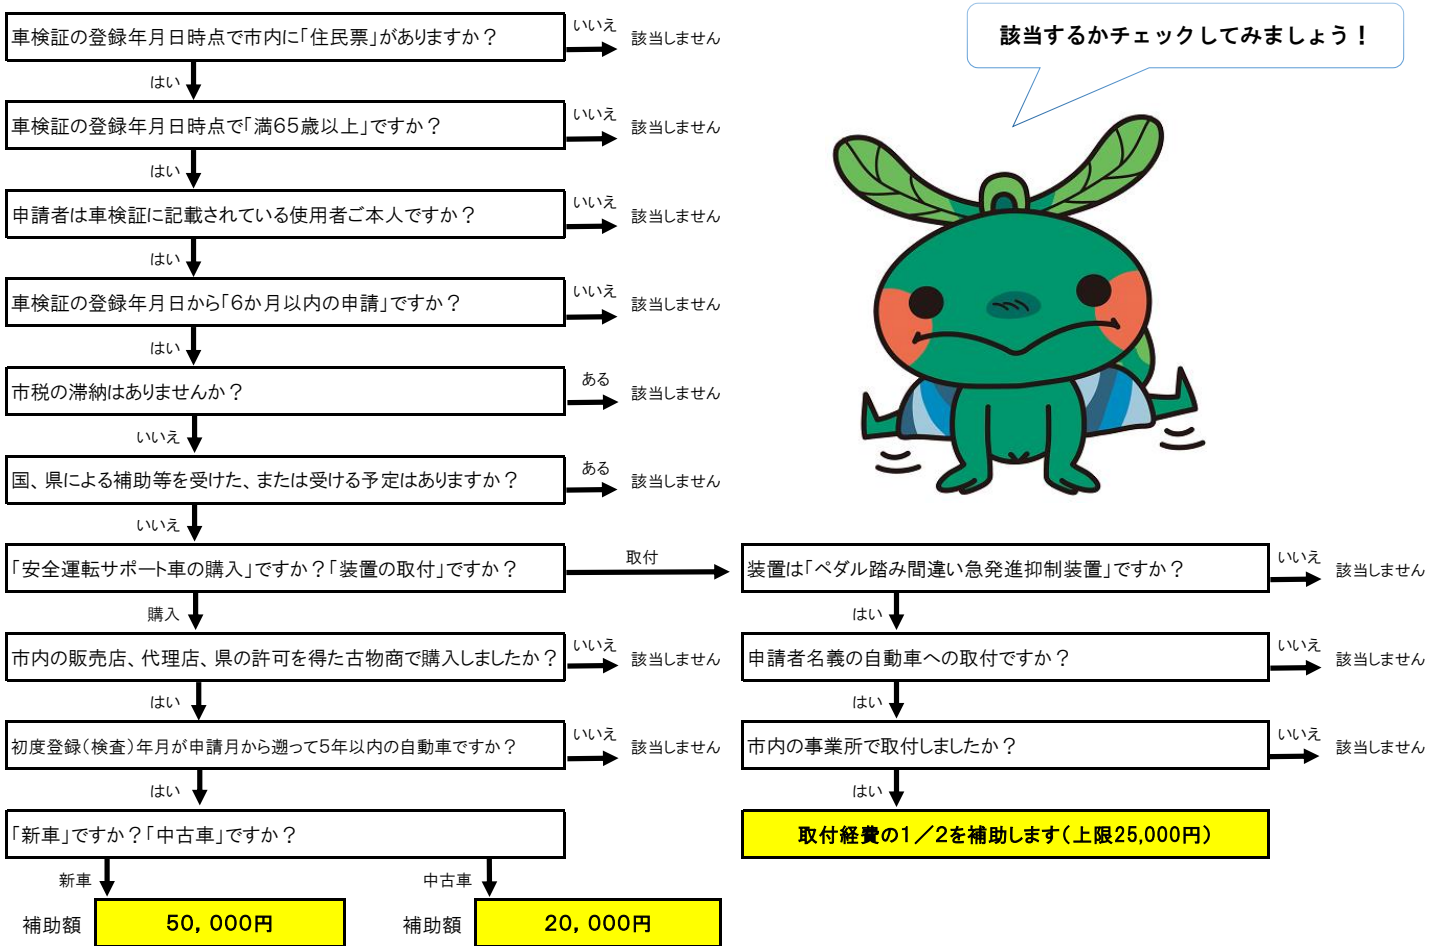 該当するかチェックしてみましょう！
車検証の登録年月日時点で市内に「住民票」がありますか？
いいえ
該当しません
はい
車検証の登録年月日時点で「満65歳以上」ですか？
いいえ
該当しません
はい
申請者は車検証に記載されている使用者ご本人ですか？
いいえ
該当しません
はい
車検証の登録年月日から「6か月以内の申請」ですか？
いいえ
該当しません
はい
市税の滞納はありませんか？
ある
該当しません
いいえ
国、県による補助等を受けた、または受ける予定はありますか？
ある
該当しません
いいえ
「安全運転サポート車の購入」ですか？「装置の取付」ですか？
取付
購入
市内の販売店、代理店、県の許可を得た古物商で購入しましたか？
いいえ
該当しません
はい
初度登録（検査）年月が申請月から遡って5年以内の自動車ですか？
いいえ
該当しません
はい
「新車」ですか？「中古車」ですか？
新車
中古車
補助額
50,000円
補助額
20,000円
装置は「ペダル踏み間違い急発進抑制装置」ですか？
いいえ
該当しません
はい
申請者名義の自動車への取付ですか？
いいえ
該当しません
はい
市内の事業所で取付しましたか？
いいえ
該当しません
はい
取付経費の1／2を補助します（上限25,000円）